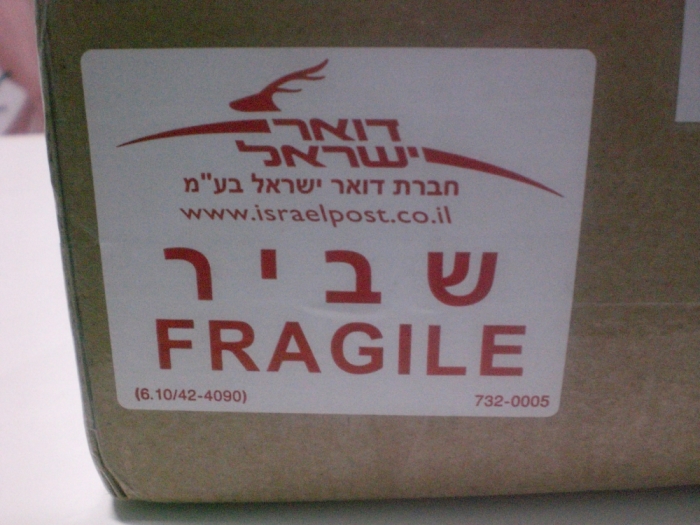 דואר
ישראל
חברת דואר ישראל בע"מ
www.israelpost.co.il
שביר
FRAGILE
(6.10/42-4090)
732-0005